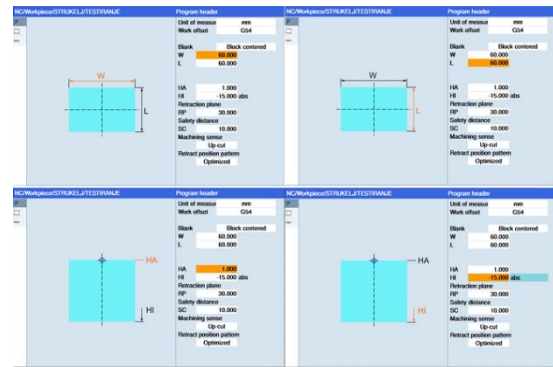 NC/Workpiece/STRUKELJ/TESTIRANJE
P
W
L
Program header
Unit of measur mm
Work offset G54
Blank Block centered
W 60.000
L 60.000
HA 1.000
HI -15.000 abs
Retraction plane
RP 30.000
Safety distance
SC 10.000
Machining sense
Up-cut
Retract position pattern
Optimized
NC/Workpiece/STRUKELJ/TESTIRANJE
P
W
L
Program header
Unit of measur mm
Work offset G54
Blank Block centered
W 60.000
L 60.000
HA 1.000
HI -15.000 abs
Retraction plane
RP 30.000
Safety distance
SC 10.000
Machining sense
Up-cut
Retract position pattern
Optimized
NC/Workpiece/STRUKELJ/TESTIRANJE
P
HA
HI
Program header
Unit of measur mm
Work offset G54
Blank Block centered
W 60.000
L 60.000
HA 1.000
HI -15.000 abs
Retraction plane
RP 30.000
Safety distance
SC 10.000
Machining sense
Up-cut
Retract position pattern
Optimized
NC/Workpiece/STRUKELJ/TESTIRANJE
P
HA
HI
Program header
Unit of measur mm
Work offset G54
Blank Block centered
W 60.000
L 60.000
HA 1.000
HI -15.000 abs
Retraction plane
RP 30.000
Safety distance
SC 10.000
Machining sense
Up-cut
Retract position pattern
Optimized